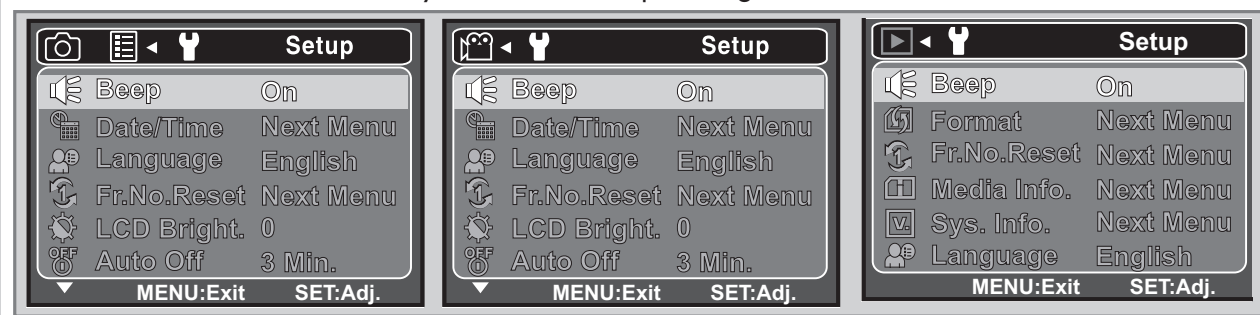 Setup
Beep On
Date/Time Next Menu
Language English
Fr.No.Reset Next Menu
LCD Bright. 0
OFF Auto Off 3 Min.
MENU:Exit SET:Adj.
Setup
Beep On
Date/Time Next Menu
Language English
Fr.No.Reset Next Menu
LCD Bright. 0
OFF Auto Off 3 Min.
MENU:Exit SET:Adj.
Setup
Beep On
Format Next Menu
Fr.No.Reset Next Menu
Media Info. Next Menu
V. Sys. Info. Next Menu
Language English
MENU:Exit SET:Adj.